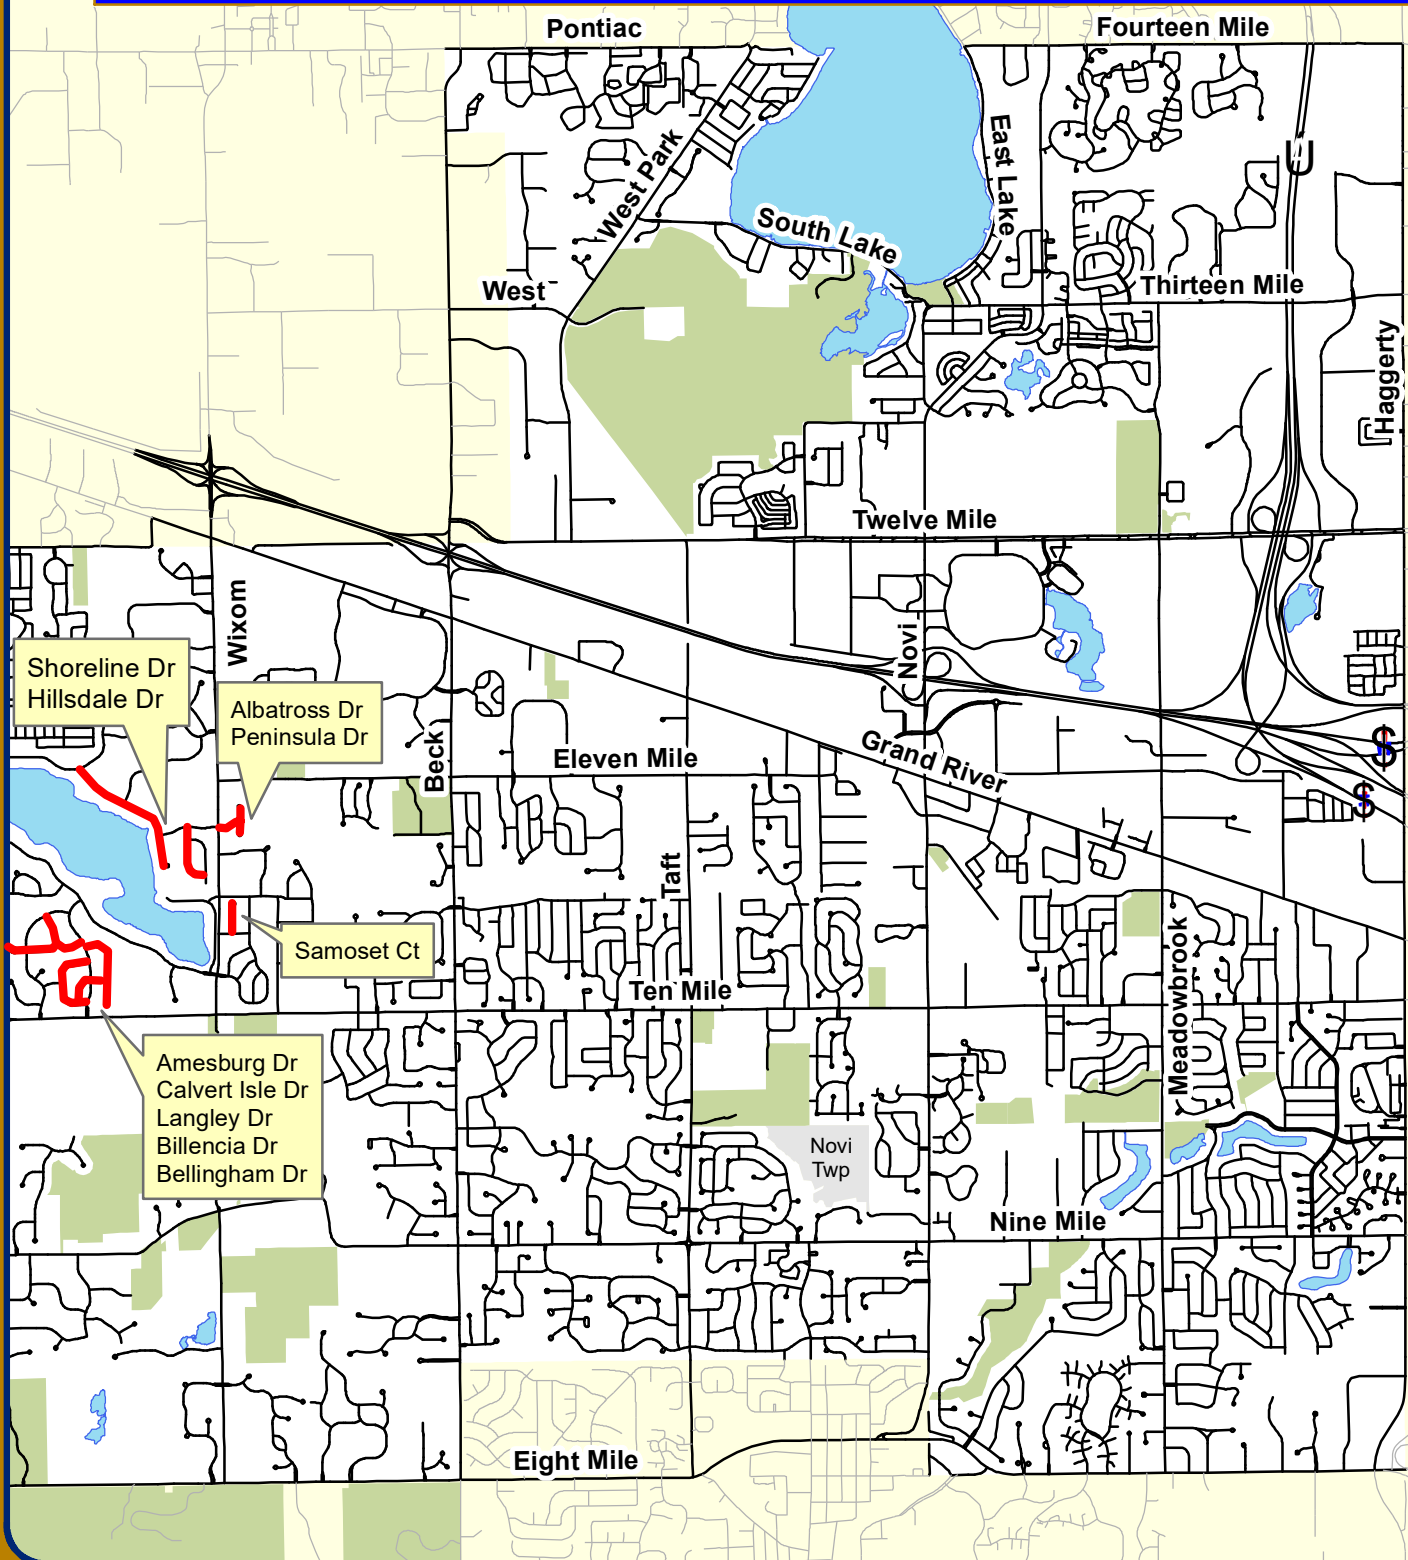 Pontiac
Fourteen Mile
West Park
East Lake
South Lake
West
Thirteen Mile
Haggerty
Twelve Mile
Wixom
Novi
Shoreline Dr
Hillsdale Dr
Albatross Dr
Peninsula Dr
Beck
Eleven Mile
Grand River
Taft
Samoset Ct
Ten Mile
Meadowbrook
Amesburg Dr
Calvert Isle Dr
Langley Dr
Billencia Dr
Bellingham Dr
Novi
Twp
Nine Mile
Eight Mile
U
$
$